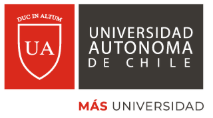 DUC IN ALTUM
UA
UNIVERSIDAD
AUTONOMA
DE CHILE
MÁS UNIVERSIDAD